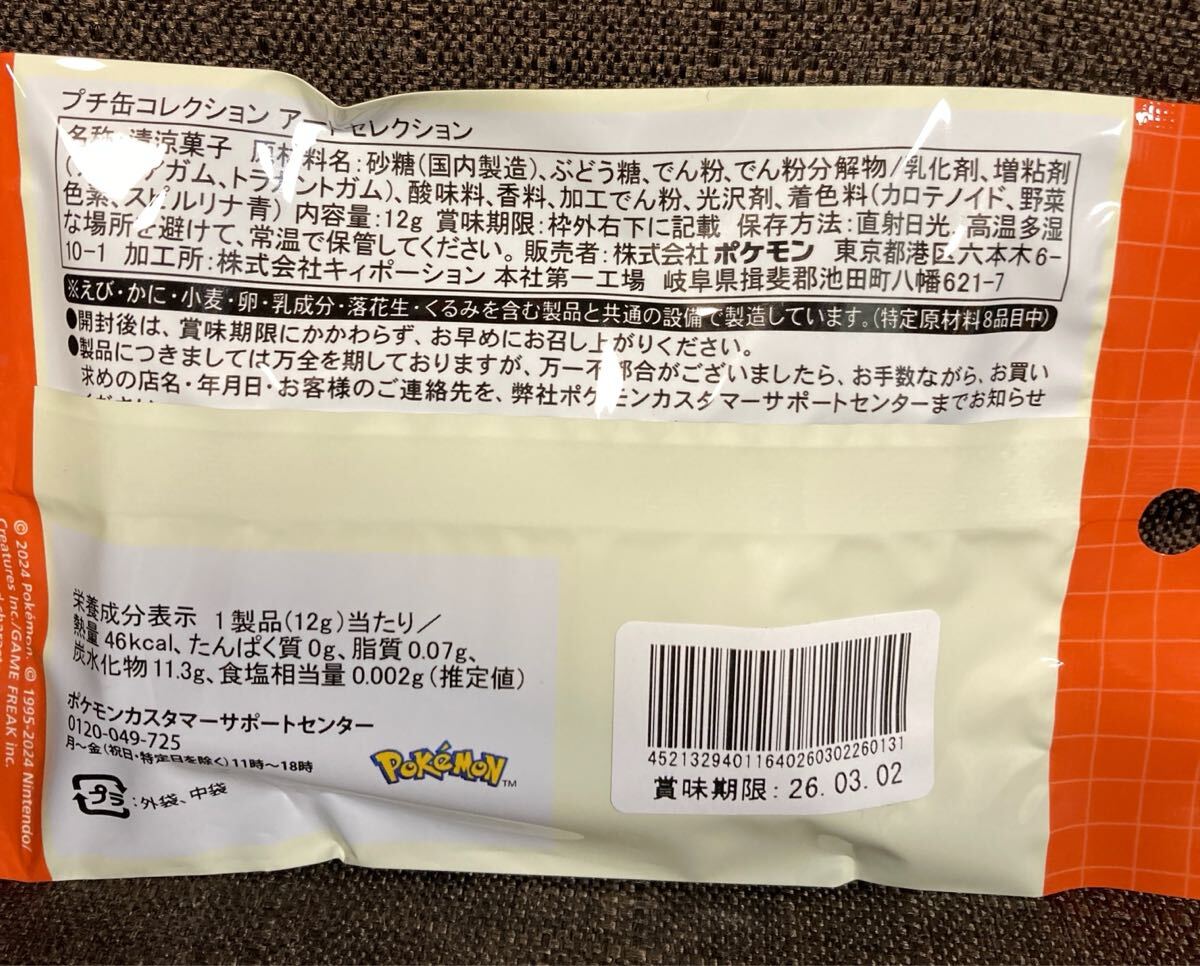 プチ缶コレクション アートセレクション
名称:清涼菓子 原材料名:砂糖(国内製造)、ぶどう糖、でん粉、でん粉分解物/乳化剤、増粘剤
ガム、トラガントガム)、酸味料、香料、加工でん粉、光沢剤、着色料(カロテノイド、野菜
色素、スピルリナ青) 内容量:12g 賞味期限:枠外右下に記載 保存方法:直射日光、高温多湿
な場所を避けて、常温で保管してください。販売者:株式会社ポケモン 東京都港区六本木6-
10-1 加工所:株式会社キィポーション 本社第一工場 岐阜県揖斐郡池田町八幡621-7
※えび・かに・小麦・卵・乳成分・落花生・くるみを含む製品と共通の設備で製造しています。(特定原材料8品目中)
●開封後は、賞味期限にかかわらず、お早めにお召し上がりください。
●製品につきましては万全を期しておりますが、万一不都合がございましたら、お手数ながら、お買い
求めの店名・年月日・お客様のご連絡先を、弊社ポケモンカスタマーサポートセンターまでお知らせ
栄養成分表示 1製品(12g)当たり/
熱量 46kcal、たんぱく質 0g、脂質 0.07g、
炭水化物 11.3g、食塩相当量 0.002g(推定値)
ポケモンカスタマーサポートセンター
0120-049-725
月～金(祝日・特定日を除く)11時～18時
プラ :外袋、中袋
POKéMON™
4521329401164026030226013​1
賞味期限:26.03.02
© 2024 Pokémon. © 1995-2024 Nintendo/
Creatures Inc./GAME FREAK inc.